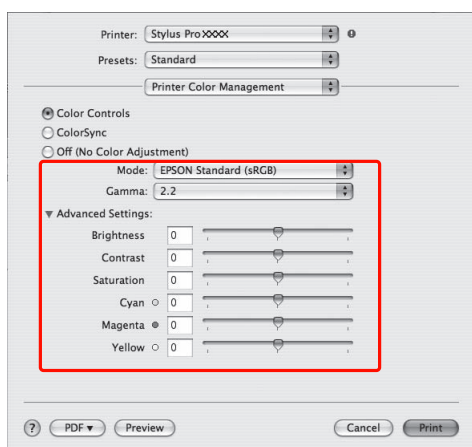 Printer: Stylus Pro XXXX
Presets: Standard
Printer Color Management
Color Controls
ColorSync
Off (No Color Adjustment)
Mode: EPSON Standard (sRGB)
Gamma: 2.2
Advanced Settings:
Brightness 0
Contrast 0
Saturation 0
Cyan 0
Magenta 0
Yellow 0
? PDF Preview Cancel Print